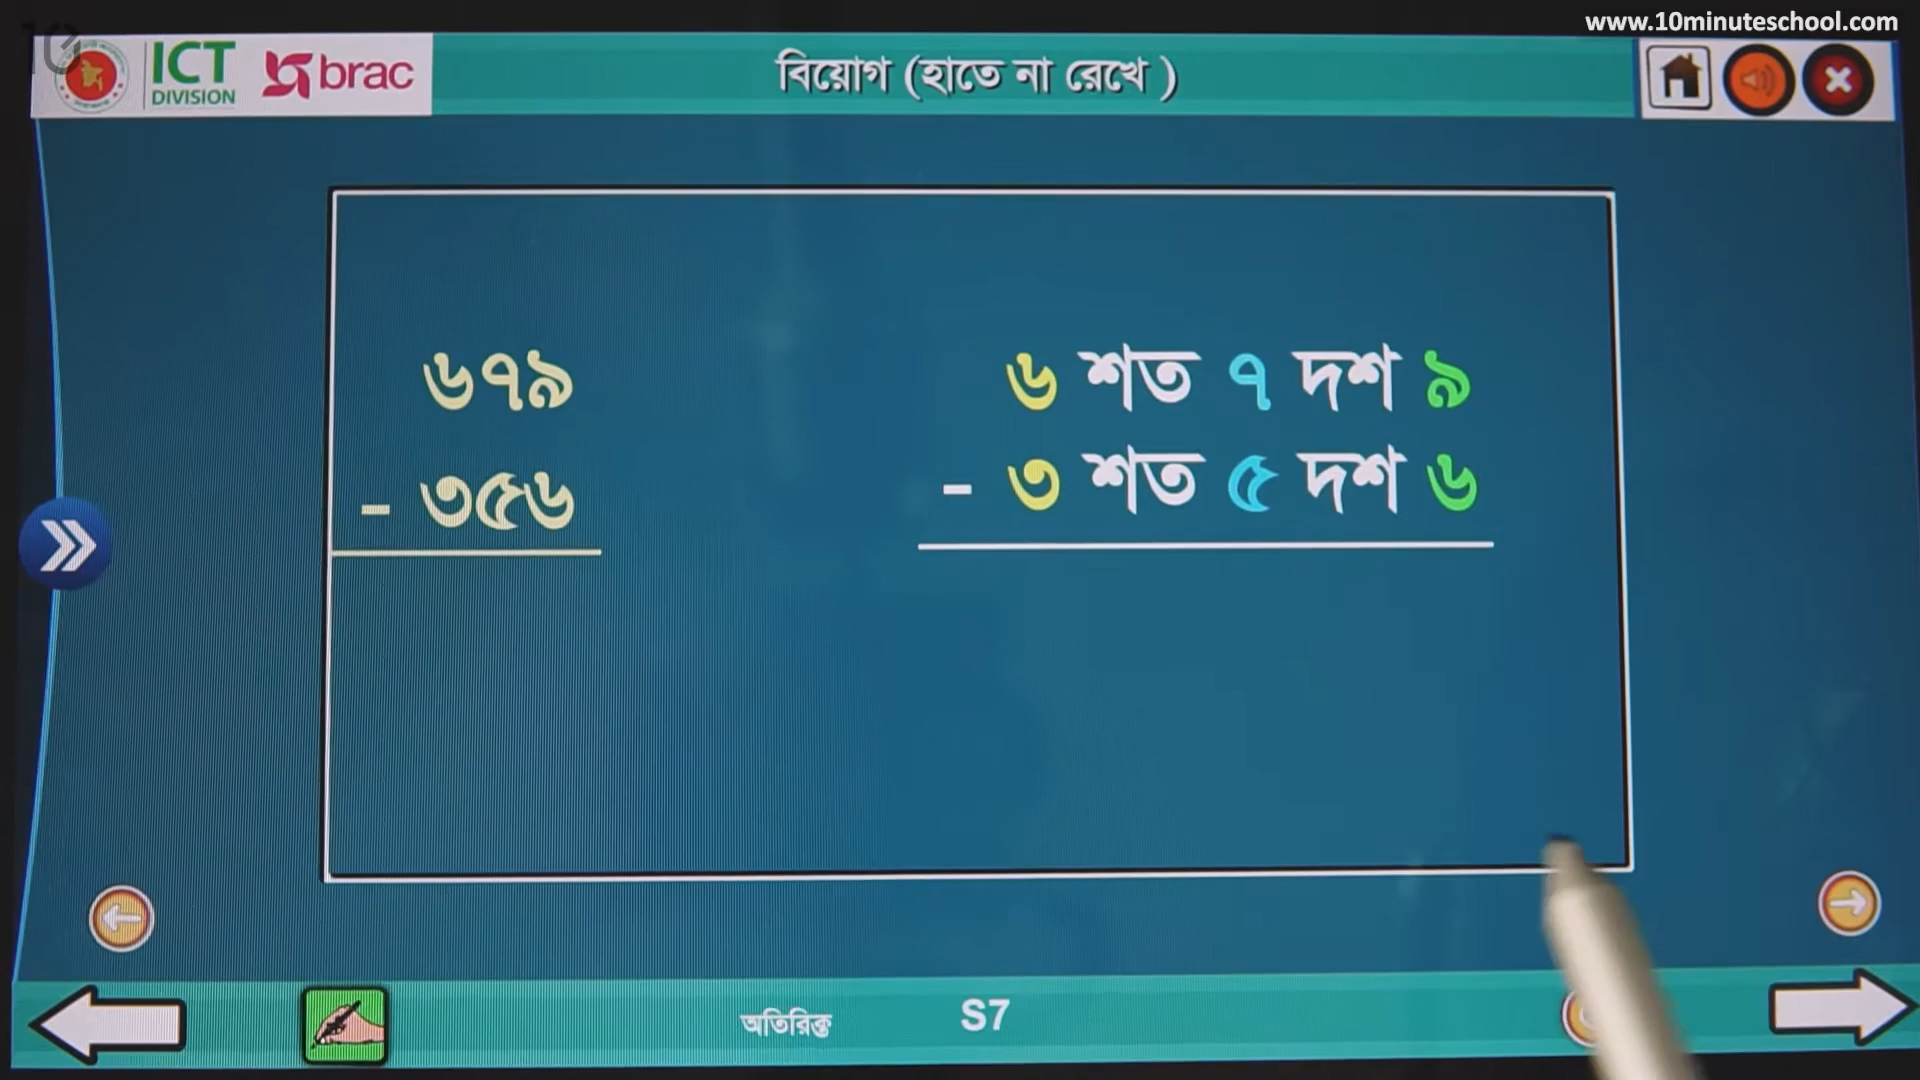 www.10minuteschool.com
10
ICT
DIVISION
brac
বিয়োগ (হাতে না রেখে )
৬৭৯
- ৩৫৬
৬ শত ৭ দশ ৯
- ৩ শত ৫ দশ ৬
অতিরিক্ত
S7